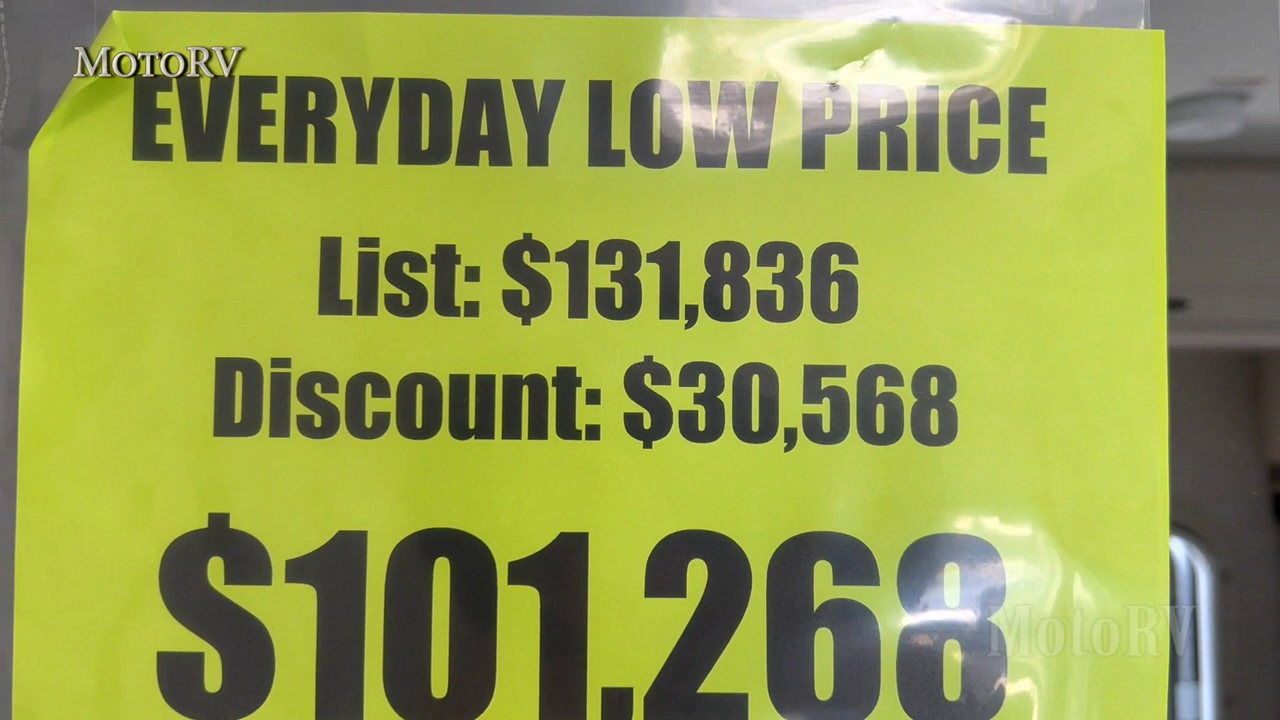 MotoRV
EVERYDAY LOW PRICE
List: $131,836
Discount: $30,568
$101,268
MotoRV